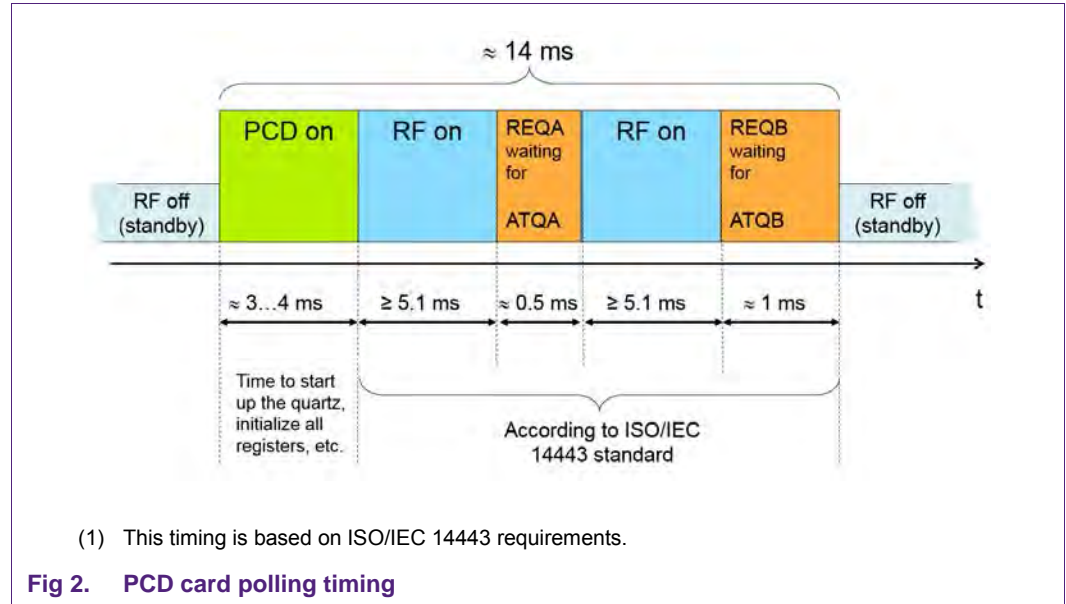 ≈ 14 ms
RF off
(standby)
PCD on
RF on
REQA
waiting
for
ATQA
RF on
REQB
waiting
for
ATQB
RF off
(standby)
t
≈ 3...4 ms
≥ 5.1 ms
≈ 0.5 ms
≥ 5.1 ms
≈ 1 ms
Time to start
up the quartz,
initialize all
registers, etc.
According to ISO/IEC
14443 standard
(1) This timing is based on ISO/IEC 14443 requirements.
Fig 2. PCD card polling timing